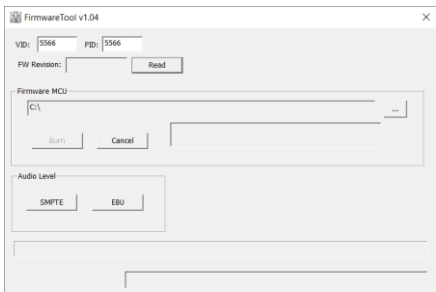 FirmwareTool v1.04
VID: 5566 PID: 5566
FW Revision: Read
Firmware MCU
C:\ ...
Burn Cancel
Audio Level
SMPTE EBU